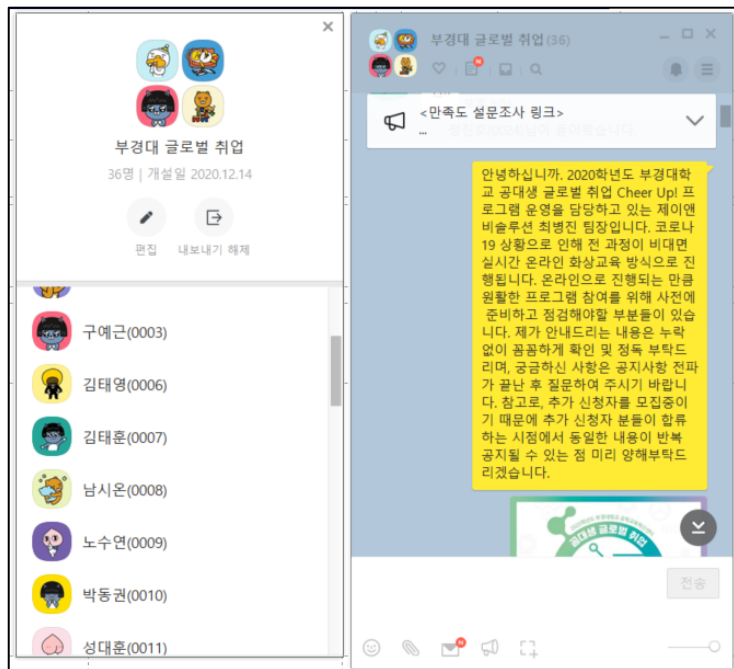 부경대 글로벌 취업
36명 | 개설일 2020.12.14
편집
내보내기 해제
구예근(0003)
김태영(0006)
김태훈(0007)
남시온(0008)
노수연(0009)
박동권(0010)
성대훈(0011)
부경대 글로벌 취업(36)
<만족도 설문조사 링크>
...
안녕하십니까. 2020학년도 부경대학
교 공대생 글로벌 취업 Cheer Up! 프
로그램 운영을 담당하고 있는 제이앤
비솔루션 최병진 팀장입니다. 코로나
19 상황으로 인해 전 과정이 비대면
실시간 온라인 화상교육 방식으로 진
행됩니다. 온라인으로 진행되는 만큼
원활한 프로그램 참여를 위해 사전에
준비하고 점검해야할 부분들이 있습
니다. 제가 안내드리는 내용은 누락
없이 꼼꼼하게 확인 및 정독 부탁드
리며, 궁금하신 사항은 공지사항 전파
가 끝난 후 질문하여 주시기 바랍니
다. 참고로, 추가 신청자를 모집중이
기 때문에 추가 신청자 분들이 합류
하는 시점에서 동일한 내용이 반복
공지될 수 있는 점 미리 양해부탁드
리겠습니다.
공대생 글로벌 취업
전송